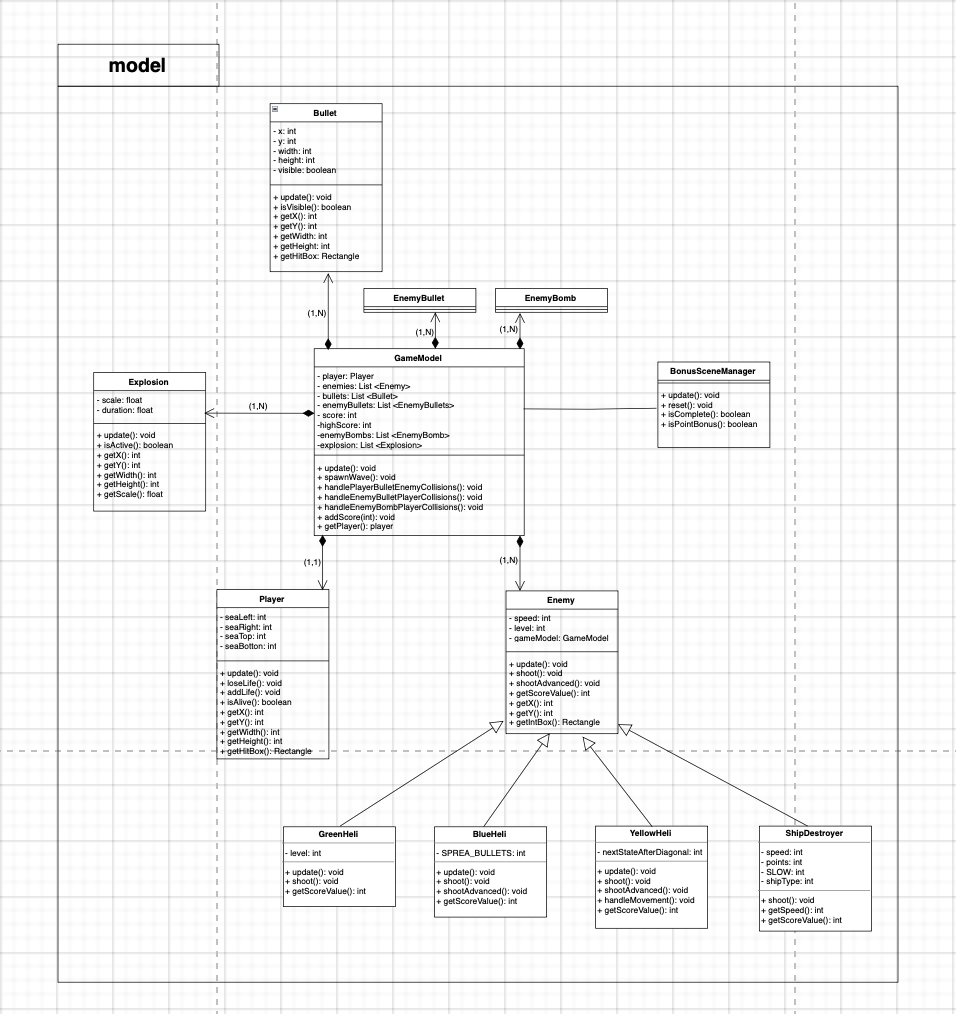 model
Bullet
- x: int
- y: int
- width: int
- height: int
- visible: boolean
+ update(): void
+ isVisible(): boolean
+ getX(): int
+ getY(): int
+ getWidth: int
+ getHeight: int
+ getHitBox: Rectangle
(1,N)
EnemyBullet
(1,N)
EnemyBomb
(1,N)
GameModel
- player: Player
- enemies: List <Enemy>
- bullets: List <Bullet>
- enemyBullets: List <EnemyBullets>
- score: int
-highScore: int
-enemyBombs: List <EnemyBomb>
-explosion: List <Explosion>
+ update(): void
+ spawnWave(): void
+ handlePlayerBulletEnemyCollisions(): void
+ handleEnemyBulletPlayerCollisions(): void
+ handleEnemyBombPlayerCollisions(): void
+ addScore(int): void
+ getPlayer(): player
BonusSceneManager
+ update(): void
+ reset(): void
+ isComplete(): boolean
+ isPointBonus(): boolean
Explosion
- scale: float
- duration: float
+ update(): void
+ isActive(): boolean
+ getX(): int
+ getY(): int
+ getWidth(): int
+ getHeight(): int
+ getScale(): float
(1,N)
(1,1)
(1,N)
Player
- seaLeft: int
- seaRight: int
- seaTop: int
- seaBotton: int
+ update(): void
+ loseLife(): void
+ addLife(): void
+ isAlive(): boolean
+ getX(): int
+ getY(): int
+ getWidth(): int
+ getHeight(): int
+ getHitBox(): Rectangle
Enemy
- speed: int
- level: int
- gameModel: GameModel
+ update(): void
+ shoot(): void
+ shootAdvanced(): void
+ getScoreValue(): int
+ getX(): int
+ getY(): int
+ getIntBox(): Rectangle
GreenHeli
- level: int
+ update(): void
+ shoot(): void
+ getScoreValue(): int
BlueHeli
- SPREA_BULLETS: int
+ update(): void
+ shoot(): void
+ shootAdvanced(): void
+ getScoreValue(): int
YellowHeli
- nextStateAfterDiagonal: int
+ update(): void
+ shoot(): void
+ shootAdvanced(): void
+ handleMovement(): void
+ getScoreValue(): int
ShipDestroyer
- speed: int
- points: int
- SLOW: int
- shipType: int
+ shoot(): void
+ getSpeed(): int
+ getScoreValue(): int